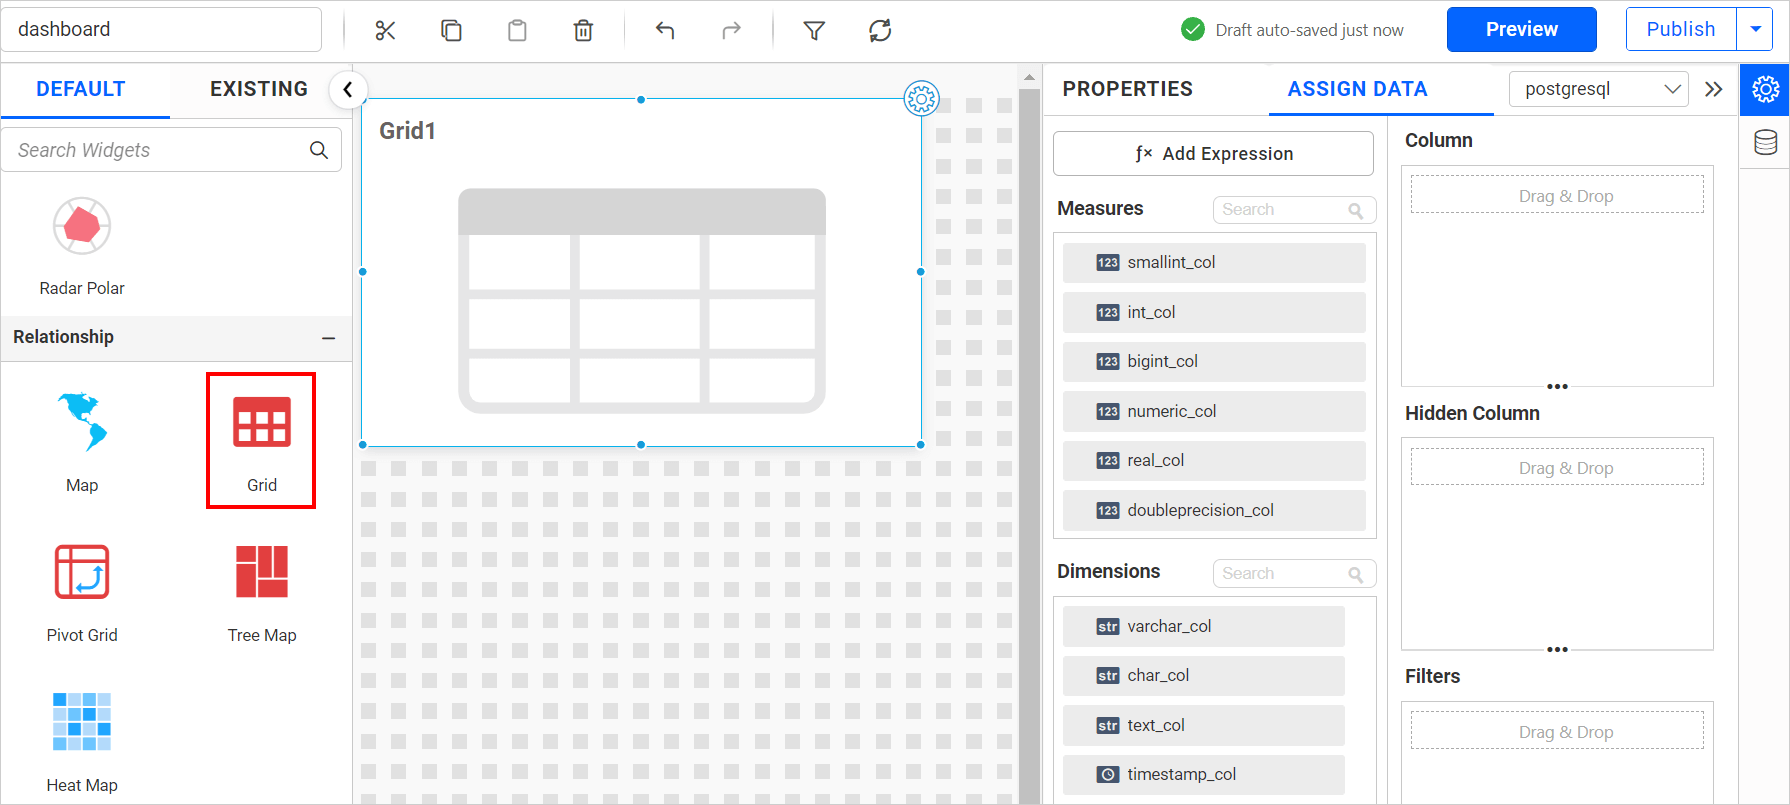 dashboard
Draft auto-saved just now
Preview
Publish
DEFAULT
EXISTING
Search Widgets
Radar Polar
Relationship
Map
Grid
Pivot Grid
Tree Map
Heat Map
Grid1
PROPERTIES
ASSIGN DATA
postgresql
ƒ× Add Expression
Measures
Search
123 smallint_col
123 int_col
123 bigint_col
123 numeric_col
123 real_col
123 doubleprecision_col
Dimensions
Search
str varchar_col
str char_col
str text_col
timestamp_col
Column
Drag & Drop
Hidden Column
Drag & Drop
Filters
Drag & Drop